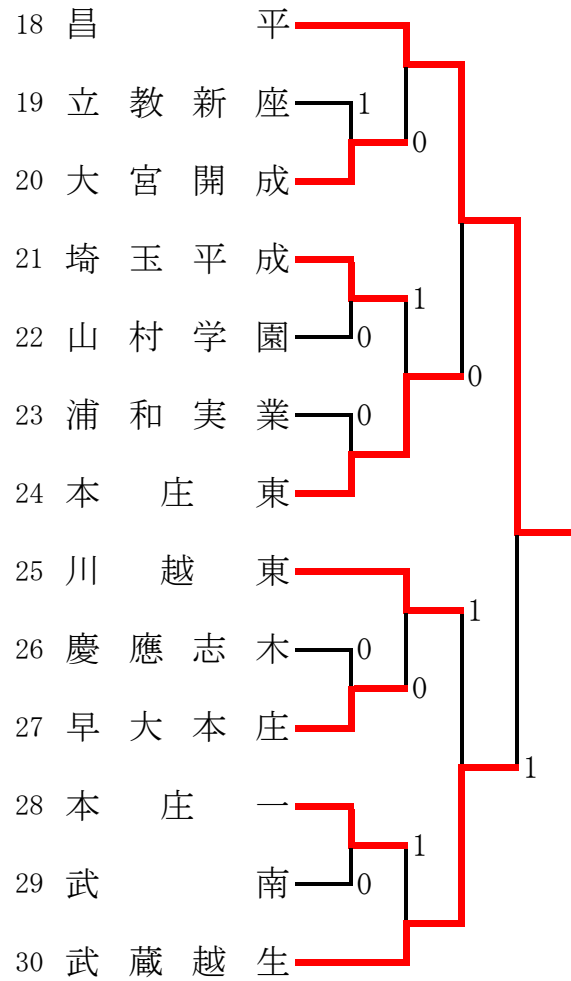 18 昌平
19 立教新座 1
0
20 大宮開成
21 埼玉平成
1
22 山村学園 0
0
23 浦和実業 0
24 本庄東
25 川越東
1
26 慶應志木 0
0
27 早大本庄
1
28 本庄一
1
29 武南 0
30 武蔵越生